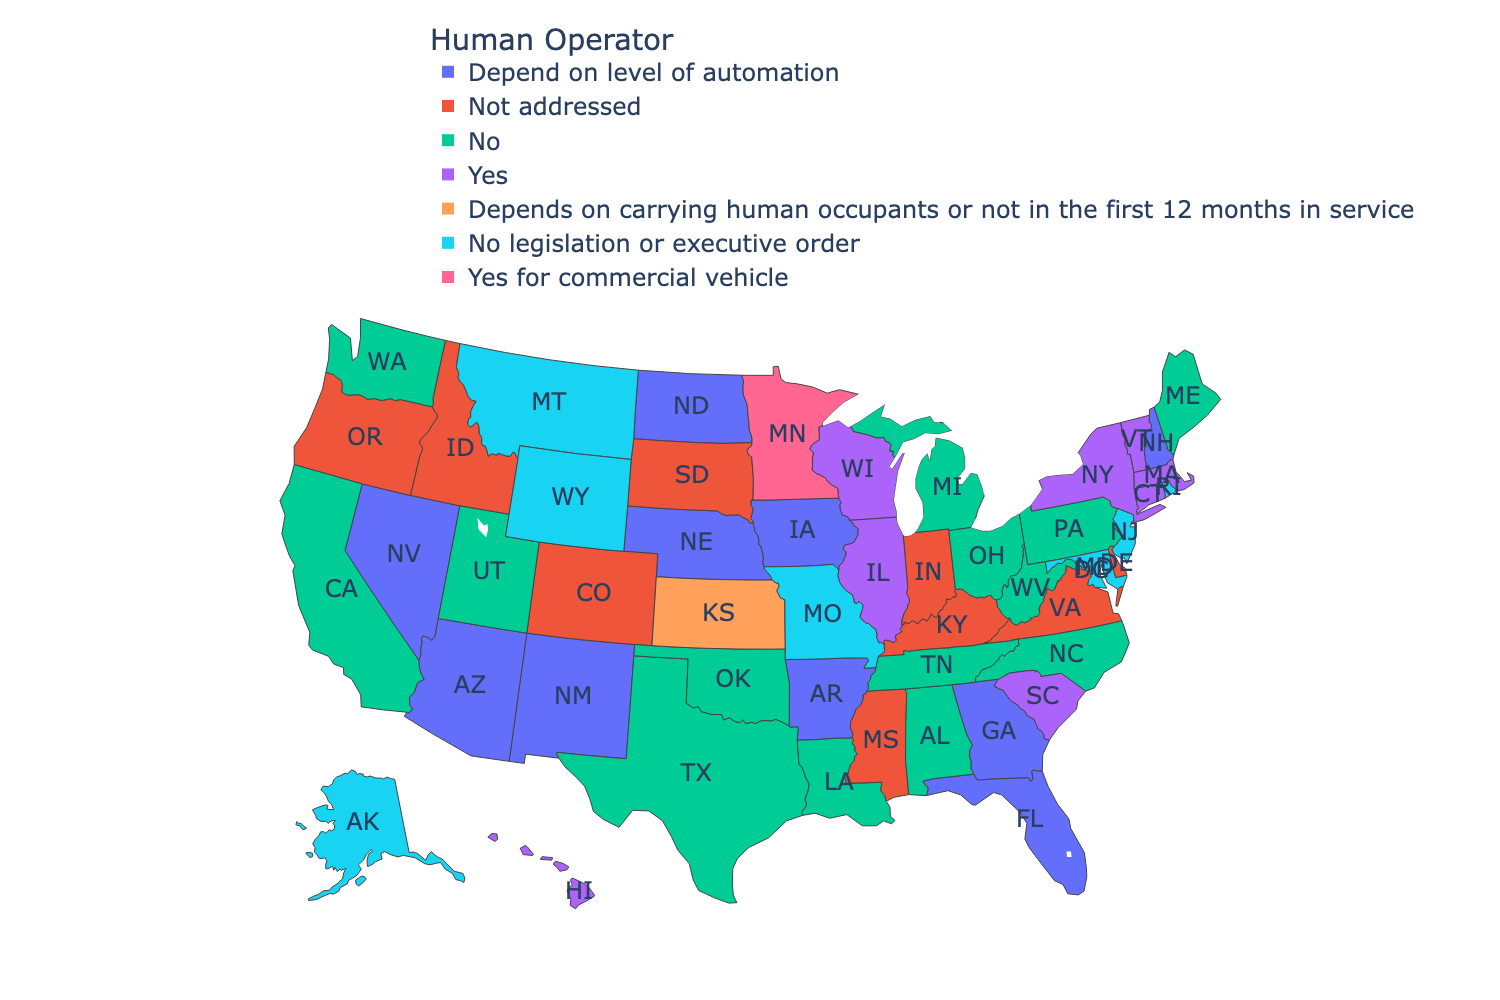 Human Operator
Depend on level of automation
Not addressed
No
Yes
Depends on carrying human occupants or not in the first 12 months in service
No legislation or executive order
Yes for commercial vehicle
WA
ME
MT
ND
VT
NH
OR
ID
MN
WI
NY
MA
SD
MI
CT
RI
WY
IA
PA
NJ
NV
NE
OH
UT
IL
IN
MD
DE
DC
CA
CO
WV
KS
MO
KY
VA
TN
NC
AZ
NM
OK
AR
SC
MS
AL
GA
TX
LA
FL
AK
HI